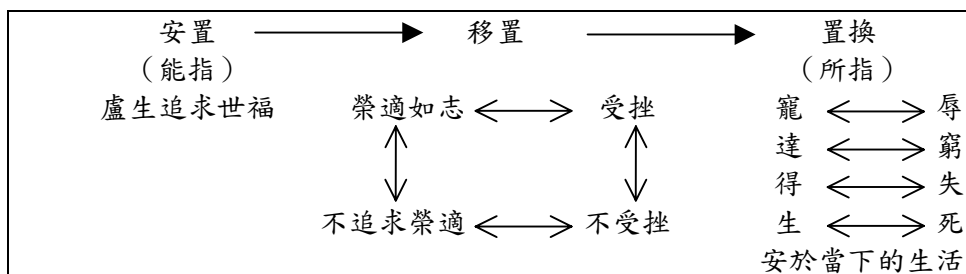 安置 移置 置換
（能指） （所指）
盧生追求世福 榮適如志 受挫 寵 辱
達 窮
得 失
不追求榮適 不受挫 生 死
安於當下的生活